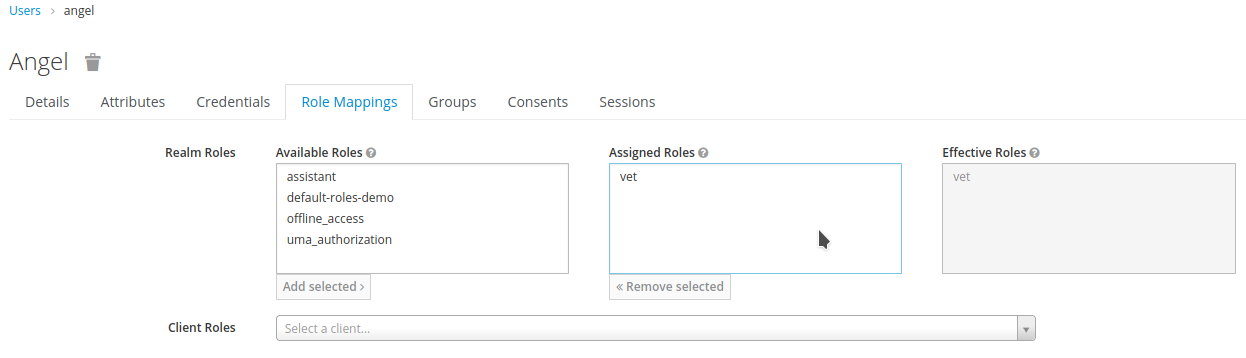 Users > angel
Angel
Details Attributes Credentials Role Mappings Groups Consents Sessions
Realm Roles Available Roles Assigned Roles Effective Roles
assistant vet vet
default-roles-demo
offline_access
uma_authorization
Add selected › « Remove selected
Client Roles Select a client...